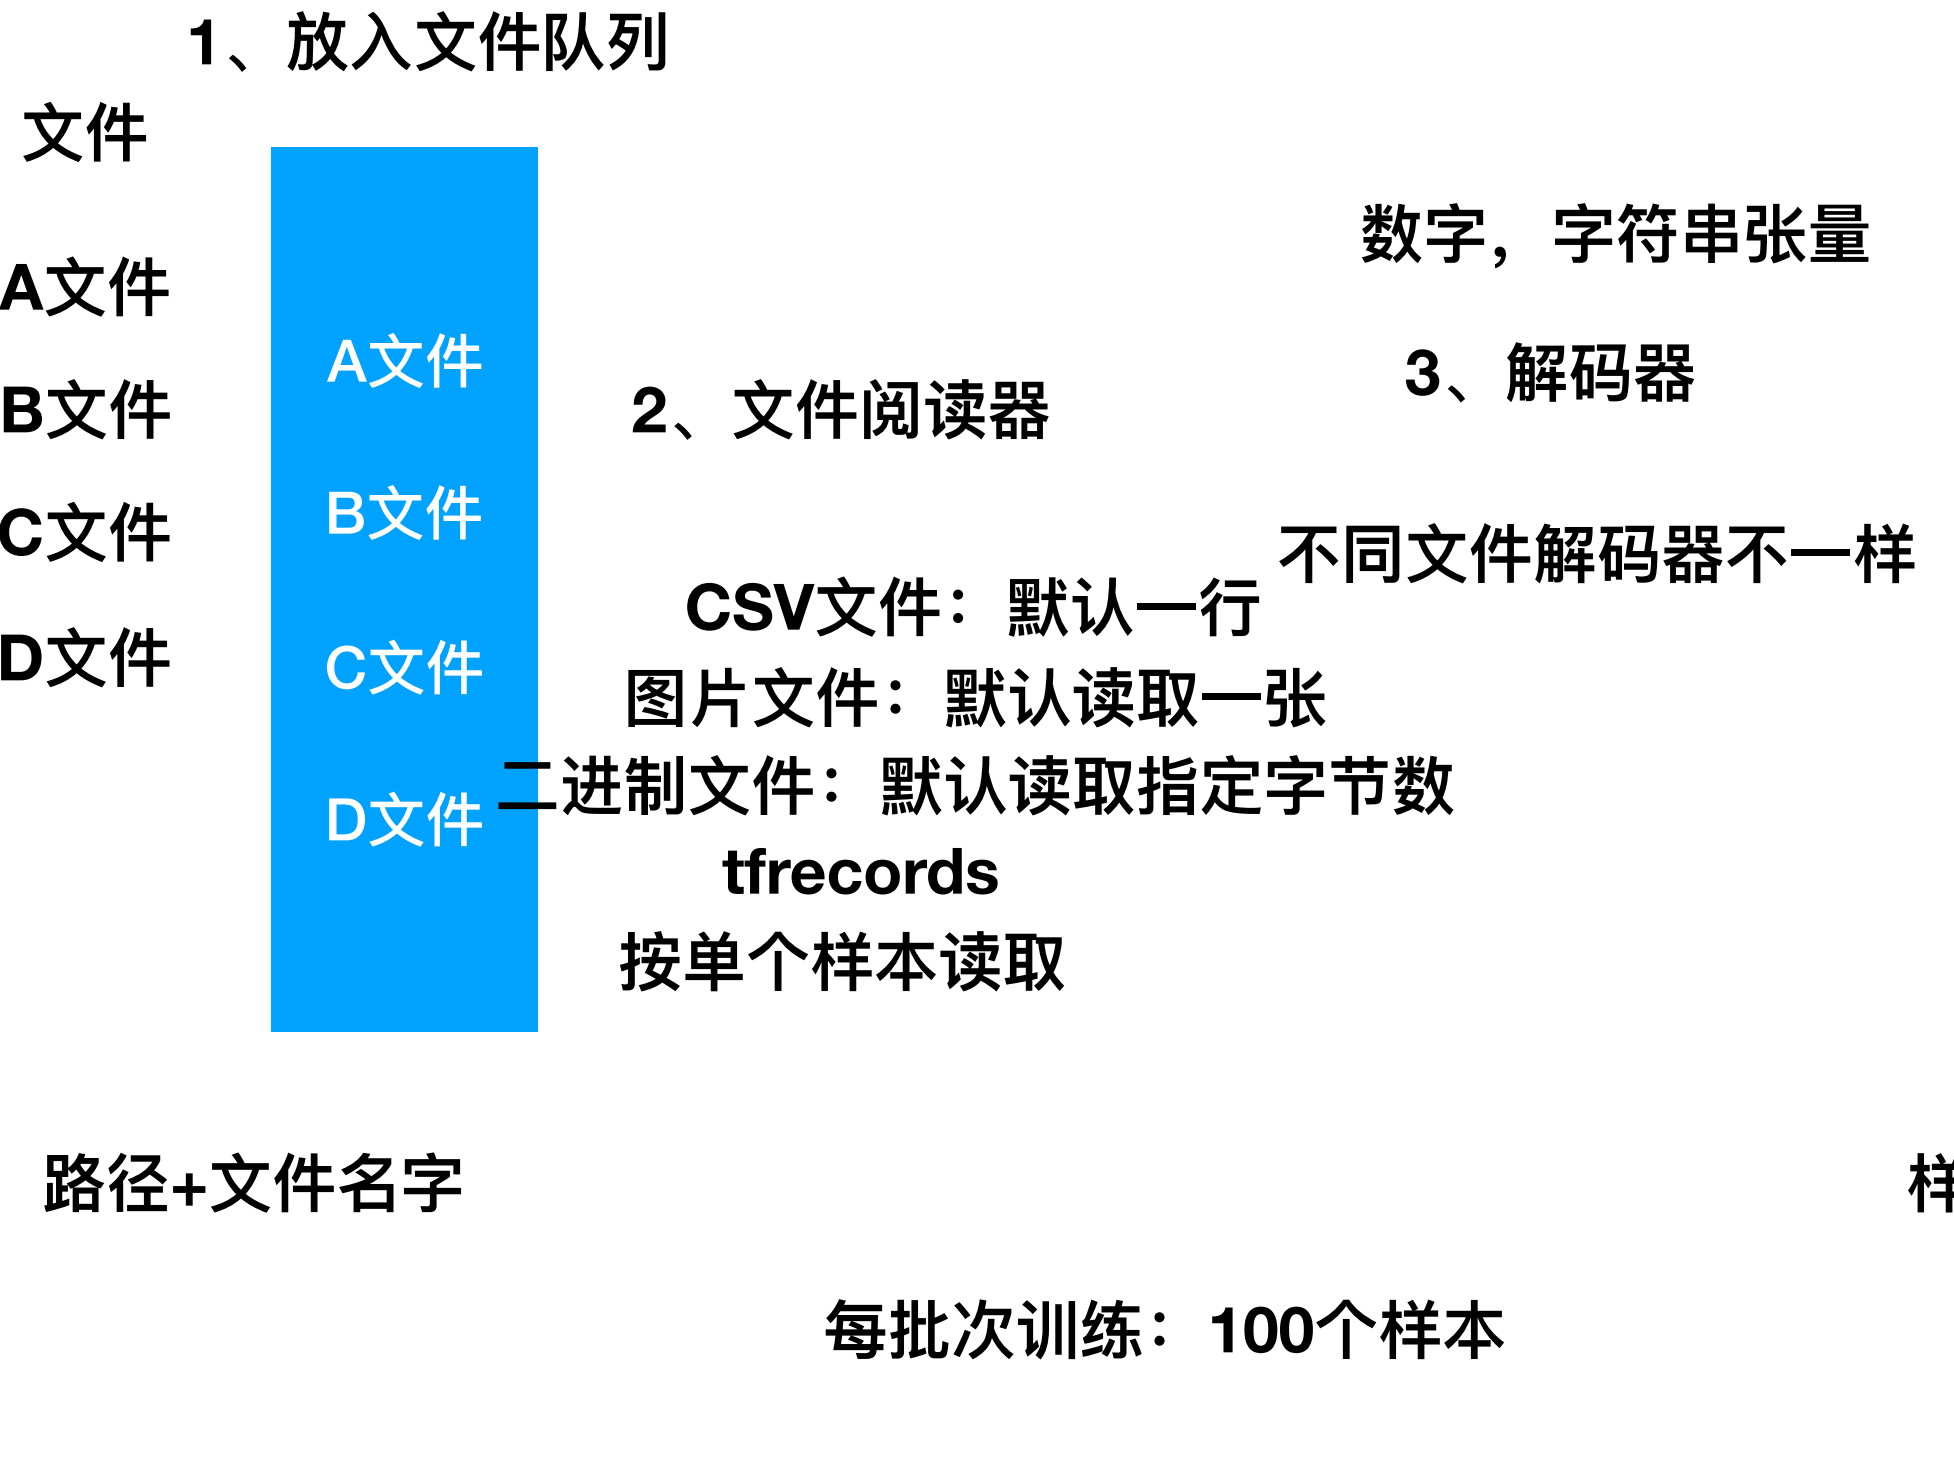 1、放入文件队列
文件
A文件
B文件
C文件
D文件
A文件
B文件
C文件
D文件
2、文件阅读器
CSV文件：默认一行
图片文件：默认读取一张
二进制文件：默认读取指定字节数
tfrecords
按单个样本读取
数字，字符串张量
3、解码器
不同文件解码器不一样
路径+文件名字
每批次训练：100个样本